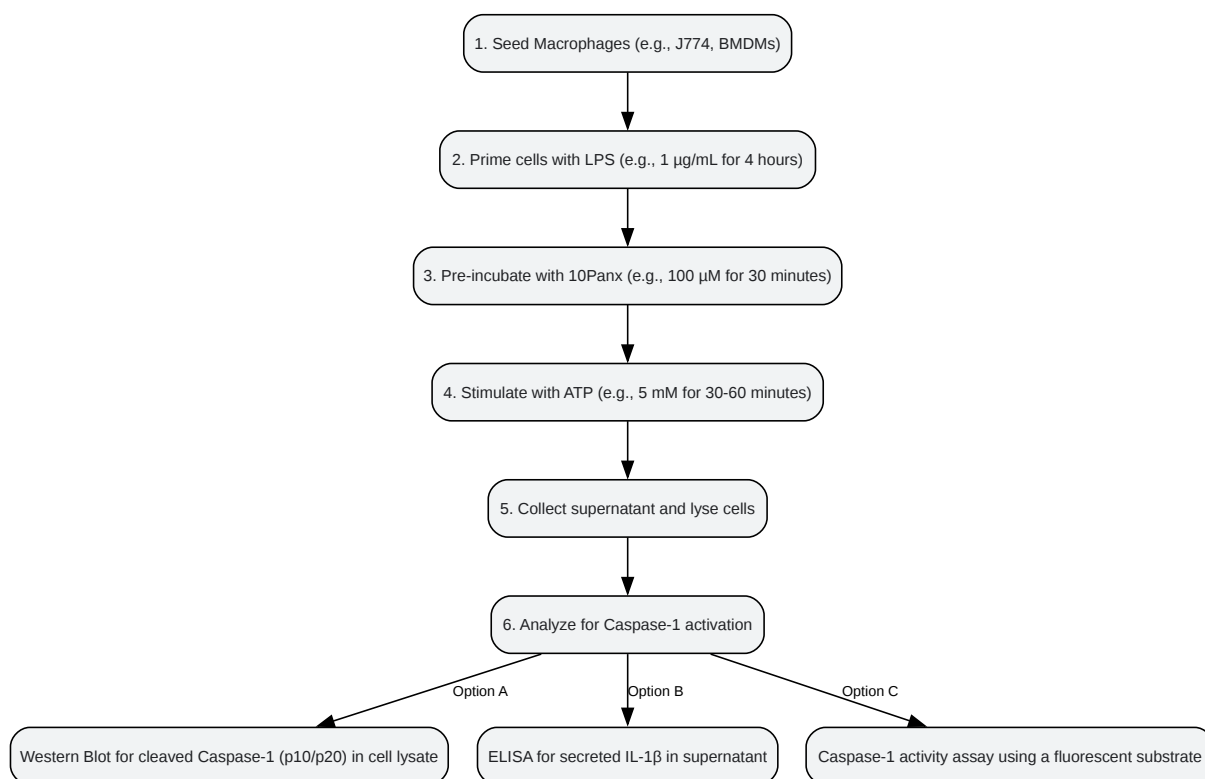 1. Seed Macrophages (e.g., J774, BMDMs)
2. Prime cells with LPS (e.g., 1 µg/mL for 4 hours)
3. Pre-incubate with 10Panx (e.g., 100 µM for 30 minutes)
4. Stimulate with ATP (e.g., 5 mM for 30-60 minutes)
5. Collect supernatant and lyse cells
6. Analyze for Caspase-1 activation
Option A
Option B
Option C
Western Blot for cleaved Caspase-1 (p10/p20) in cell lysate
ELISA for secreted IL-1β in supernatant
Caspase-1 activity assay using a fluorescent substrate